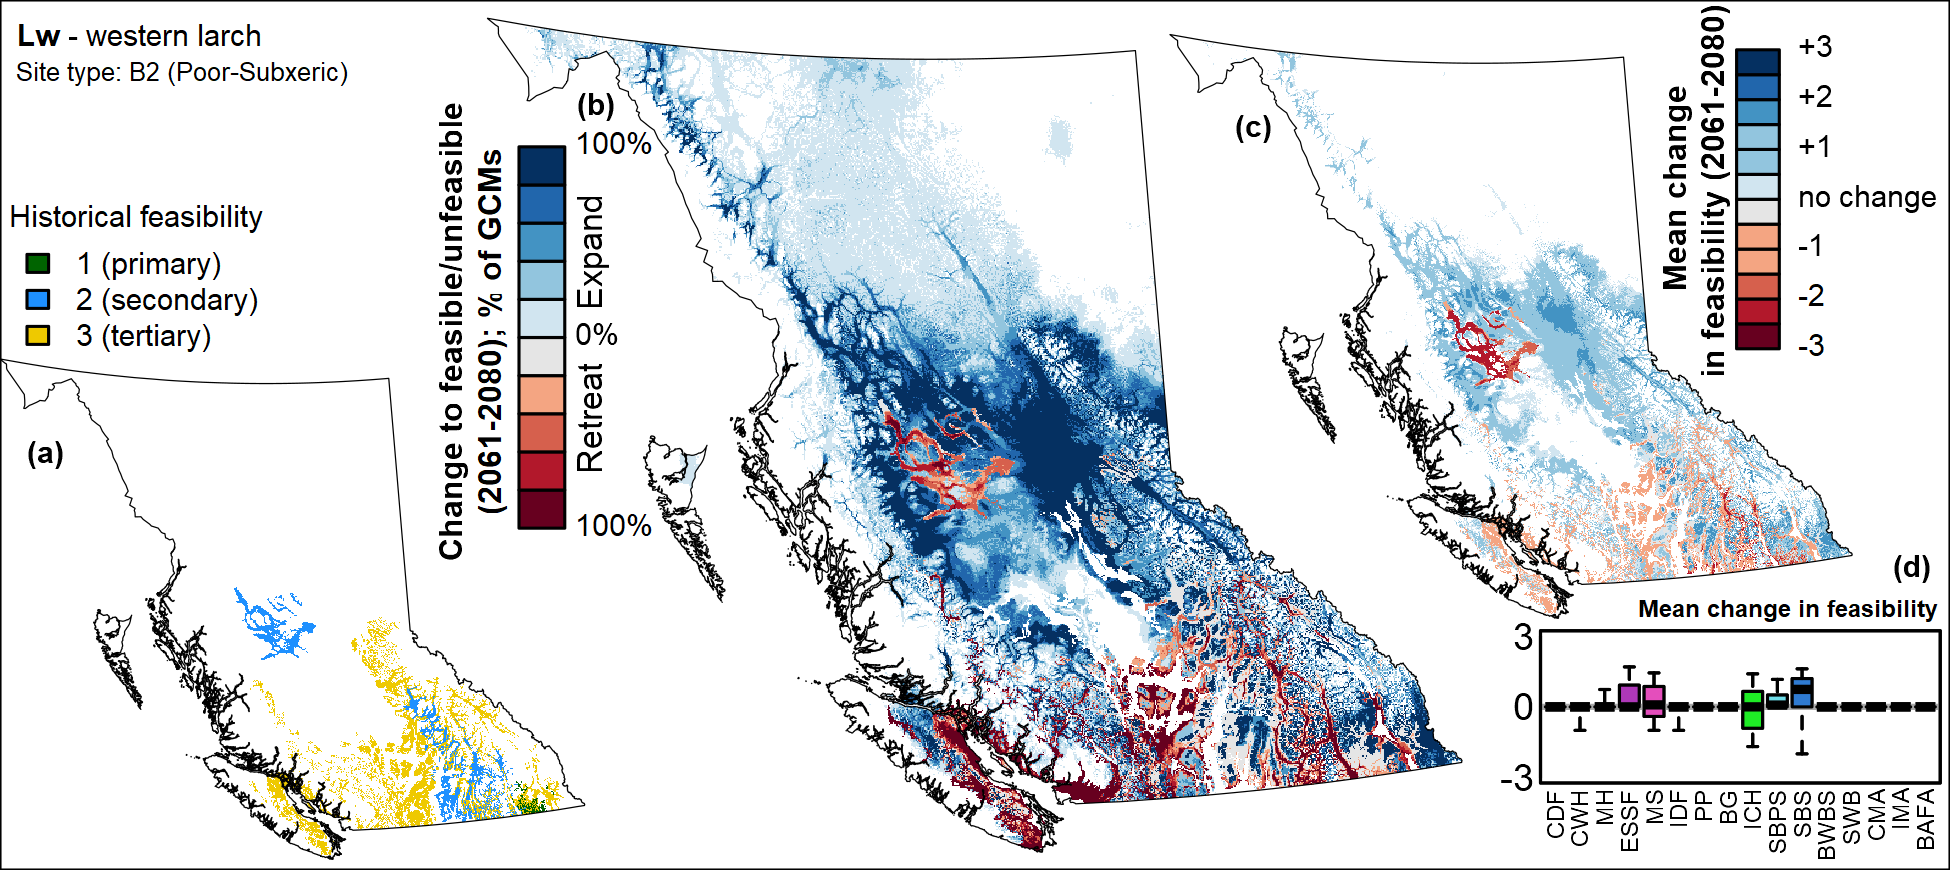 Lw - western larch
Site type: B2 (Poor-Subxeric)
Historical feasibility
1 (primary)
2 (secondary)
3 (tertiary)
(a)
(b)
Change to feasible/unfeasible
(2061-2080); % of GCMs
100%
Expand
0%
Retreat
100%
(c)
Mean change
in feasibility (2061-2080)
+3
+2
+1
no change
-1
-2
-3
(d)
Mean change in feasibility
3
0
-3
CDF
CWH
MH
ESSF
MS
IDF
PP
BG
ICH
SBPS
SBS
BWBS
SWB
CMA
IMA
BAFA